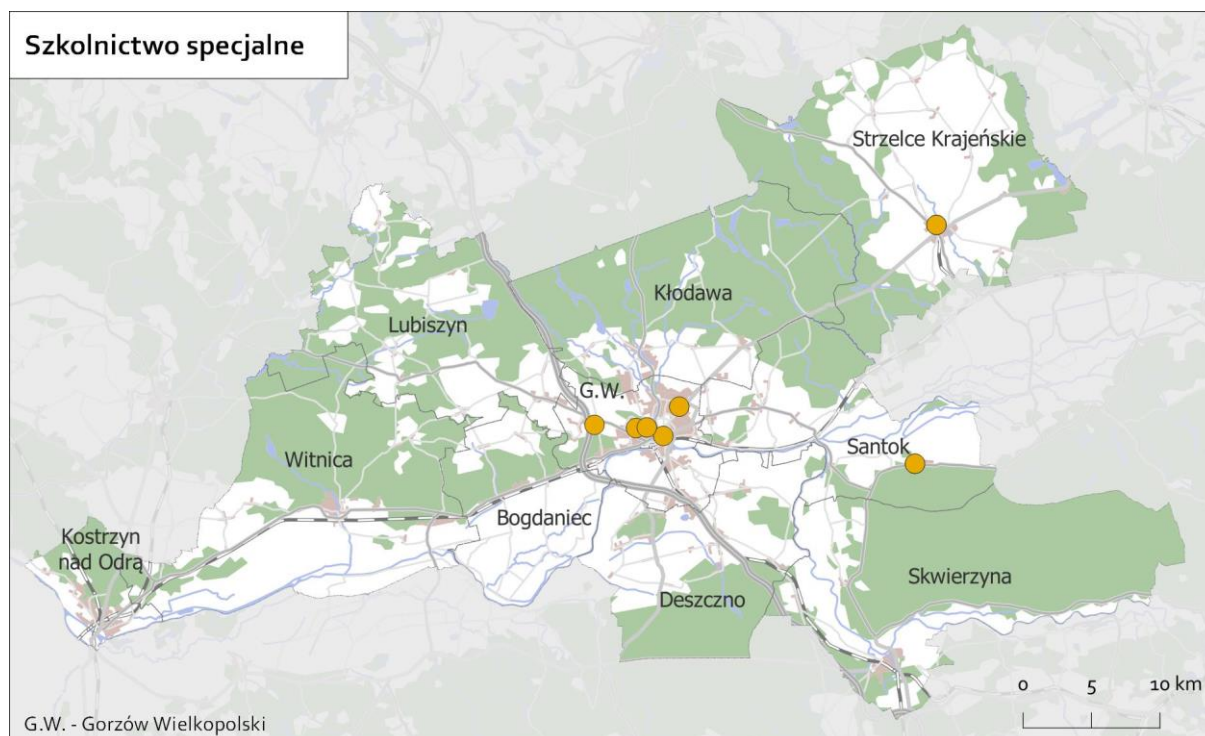 Szkolnictwo specjalne
Strzelce Krajeńskie
Kłodawa
Lubiszyn
G.W.
Santok
Witnica
Bogdaniec
Kostrzyn
nad Odrą
Skwierzyna
Deszczno
0 5 10 km
G.W. - Gorzów Wielkopolski